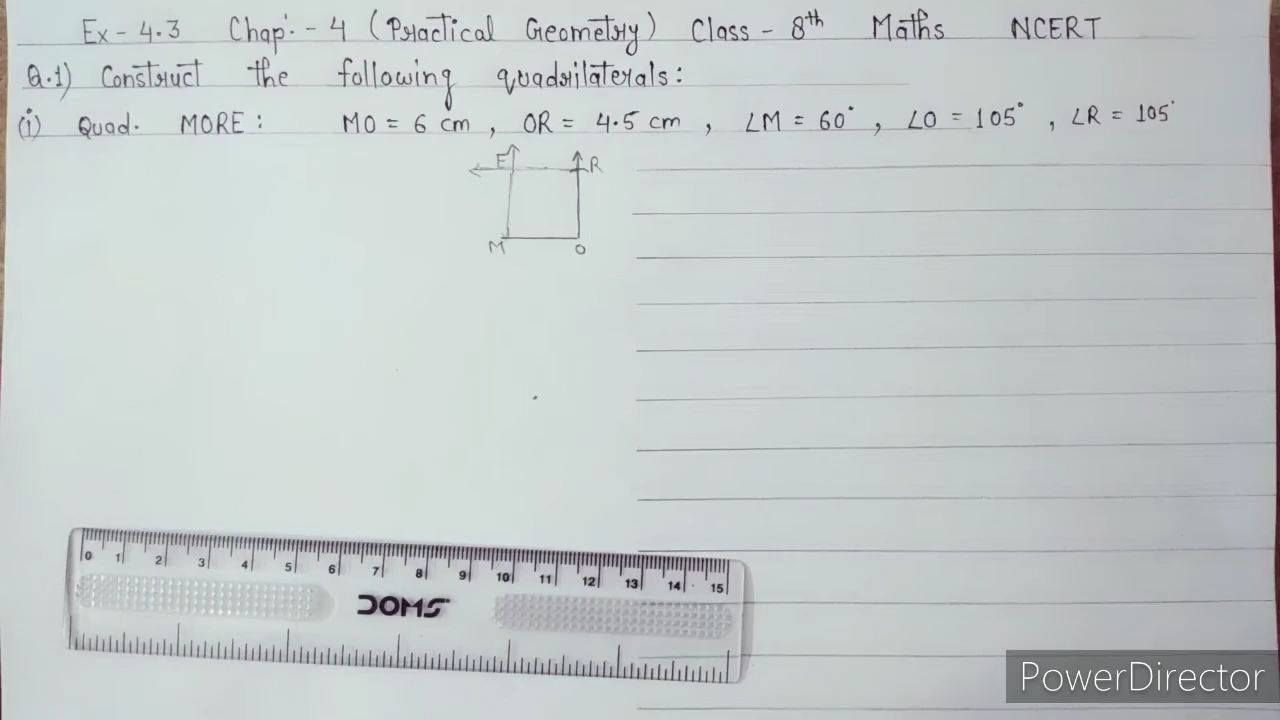 Ex - 4.3 Chap: - 4 (Practical Geometry) Class - 8th Maths NCERT
Q.1) Construct the following quadrilaterals:
(i) Quad. MORE: MO = 6 cm, OR = 4.5 cm, ∠M = 60°, ∠O = 105°, ∠R = 105°
E R
M O
0 1 2 3 4 5 6 7 8 9 10 11 12 13 14 15
DOMS
PowerDirector